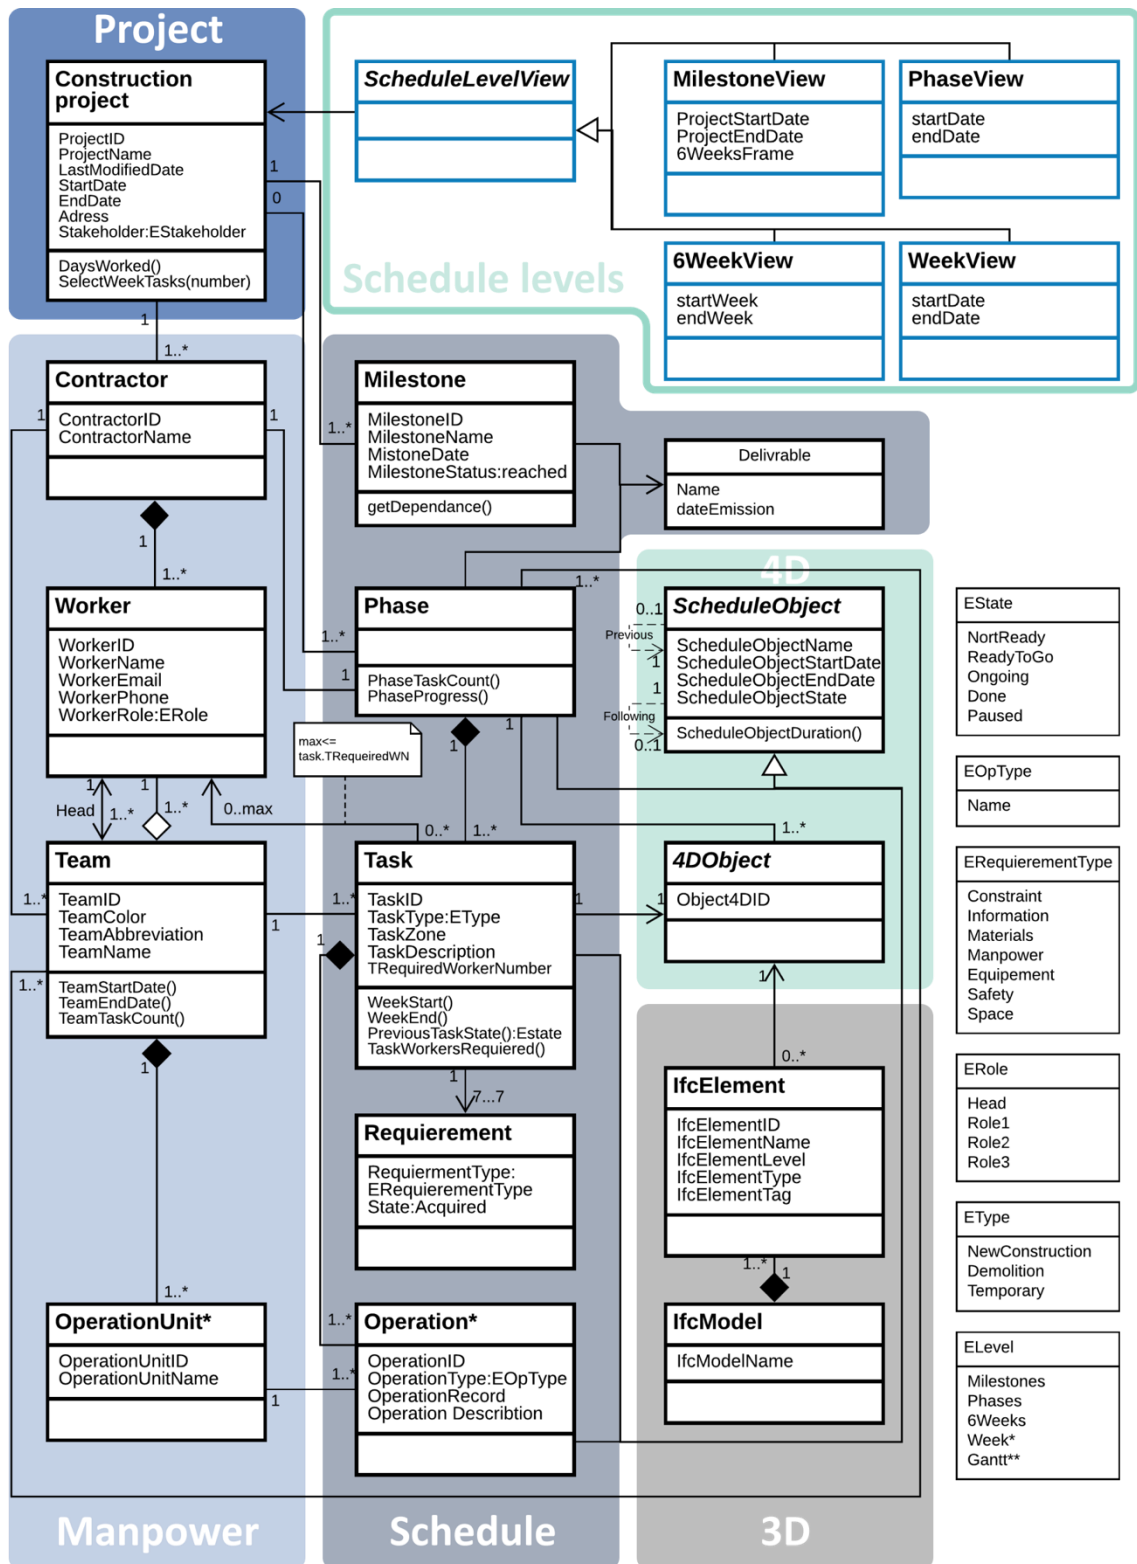 Project
Construction
project
ProjectID
ProjectName
LastModifiedDate
StartDate
EndDate
Adress
Stakeholder:EStakeholder
DaysWorked()
SelectWeekTasks(number)
1
0
1
1..*
ScheduleLevelView
MilestoneView
ProjectStartDate
ProjectEndDate
6WeeksFrame
PhaseView
startDate
endDate
6WeekView
startWeek
endWeek
WeekView
startDate
endDate
Schedule levels
Contractor
ContractorID
ContractorName
1
1
1
1..*
Milestone
MilestoneID
MilestoneName
MistoneDate
MilestoneStatus:reached
getDependance()
1..*
Delivrable
Name
dateEmission
Worker
WorkerID
WorkerName
WorkerEmail
WorkerPhone
WorkerRole:ERole
1
Head
1..*
1
1..*
0..max
Phase
PhaseTaskCount()
PhaseProgress()
1..*
1
1..*
1
1
max<=
task.TRequeiredWN
4D
ScheduleObject
ScheduleObjectName
ScheduleObjectStartDate
ScheduleObjectEndDate
ScheduleObjectState
ScheduleObjectDuration()
0..1
Previous
1
1
Following
0..1
Team
TeamID
TeamColor
TeamAbbreviation
TeamName
TeamStartDate()
TeamEndDate()
TeamTaskCount()
1..*
1..*
1
1
1..*
Task
TaskID
TaskType:EType
TaskZone
TaskDescription
TRequiredWorkerNumber
WeekStart()
WeekEnd()
PreviousTaskState():Estate
TaskWorkersRequiered()
0..*
1..*
1..*
1
1
1
7...7
4DObject
Object4DID
1..*
1
1
Requierement
RequiermentType:
ERequierementType
State:Acquired
IfcElement
IfcElementID
IfcElementName
IfcElementLevel
IfcElementType
IfcElementTag
0..*
1..*
1
OperationUnit*
OperationUnitID
OperationUnitName
1
Operation*
OperationID
OperationType:EOpType
OperationRecord
Operation Describtion
1..*
1..*
IfcModel
IfcModelName
EState
NortReady
ReadyToGo
Ongoing
Done
Paused
EOpType
Name
ERequierementType
Constraint
Information
Materials
Manpower
Equipement
Safety
Space
ERole
Head
Role1
Role2
Role3
EType
NewConstruction
Demolition
Temporary
ELevel
Milestones
Phases
6Weeks
Week*
Gantt**
Manpower
Schedule
3D